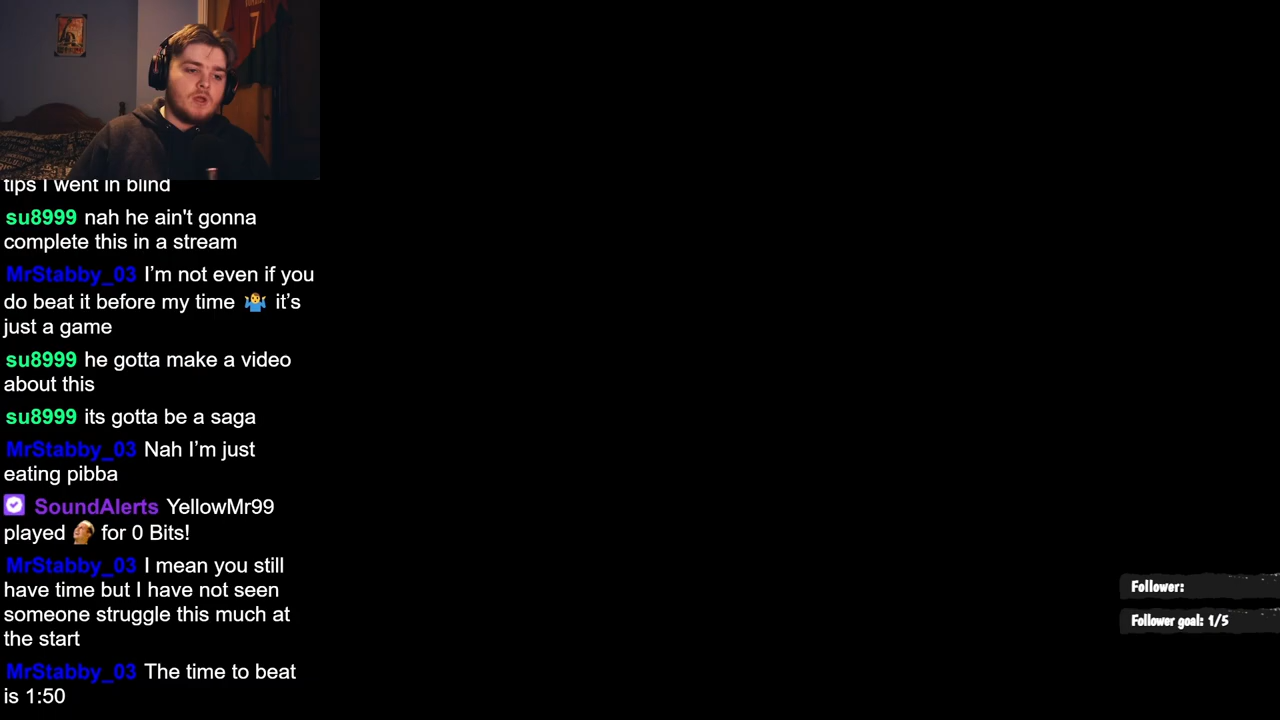 7
tips I went in blind
su8999 nah he ain't gonna
complete this in a stream
MrStabby_03 I’m not even if you
do beat it before my time 🤷‍♂️ it’s
just a game
su8999 he gotta make a video
about this
su8999 its gotta be a saga
MrStabby_03 Nah I’m just
eating pibba
SoundAlerts YellowMr99
played for 0 Bits!
MrStabby_03 I mean you still
have time but I have not seen
someone struggle this much at
the start
MrStabby_03 The time to beat
is 1:50
Follower:
Follower goal: 1/5